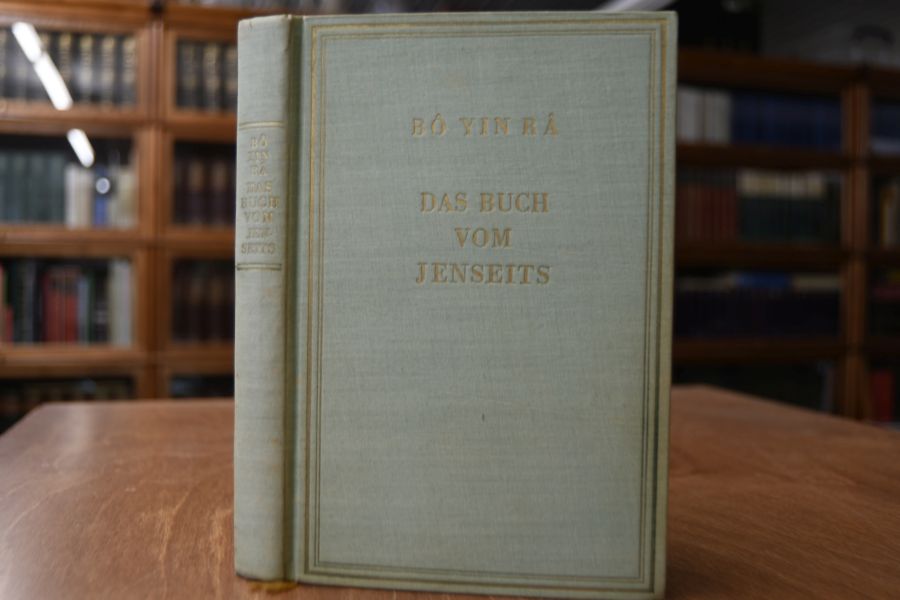 BÔ YIN RÂ
DAS BUCH
VOM
JENSEITS
BÔ
YIN
RÂ
DAS
BUCH
VOM
JEN-
SEITS